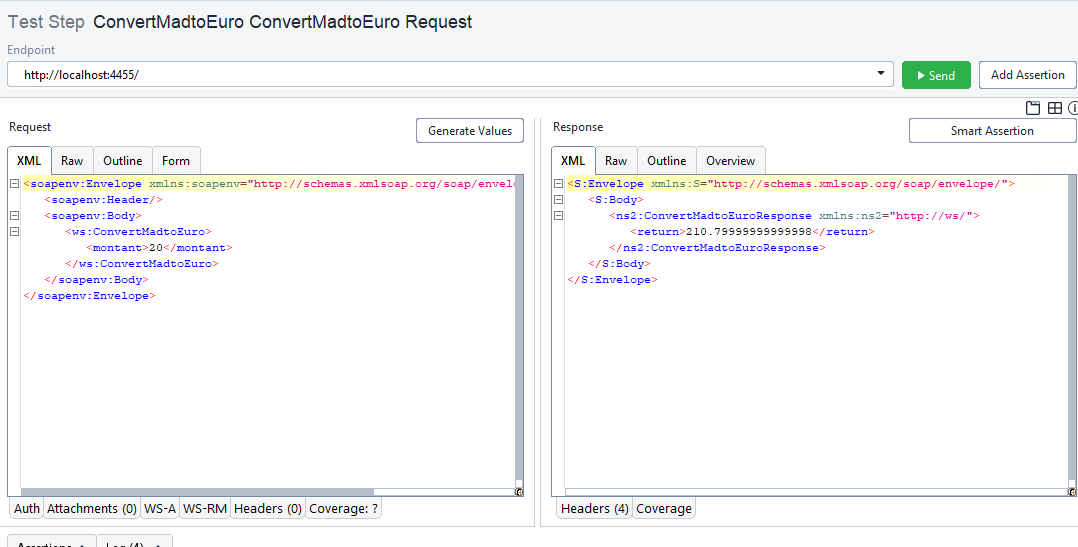 Test Step ConvertMadtoEuro ConvertMadtoEuro Request
Endpoint
http://localhost:4455/
Send
Add Assertion
Request
Generate Values
XML Raw Outline Form
<soapenv:Envelope xmlns:soapenv="http://schemas.xmlsoap.org/soap/envel
<soapenv:Header/>
<soapenv:Body>
<ws:ConvertMadtoEuro>
<montant>20</montant>
</ws:ConvertMadtoEuro>
</soapenv:Body>
</soapenv:Envelope>
Auth Attachments (0) WS-A WS-RM Headers (0) Coverage: ?
Response
Smart Assertion
XML Raw Outline Overview
<S:Envelope xmlns:S="http://schemas.xmlsoap.org/soap/envelope/">
<S:Body>
<ns2:ConvertMadtoEuroResponse xmlns:ns2="http://ws/">
<return>210.79999999999998</return>
</ns2:ConvertMadtoEuroResponse>
</S:Body>
</S:Envelope>
Headers (4) Coverage
Assertions Log (4)